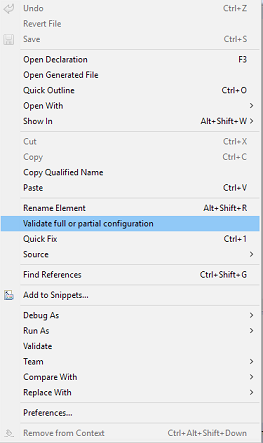 Undo Ctrl+Z
Revert File
Save Ctrl+S
Open Declaration F3
Open Generated File
Quick Outline Ctrl+O
Open With
Show In Alt+Shift+W
Cut Ctrl+X
Copy Ctrl+C
Copy Qualified Name
Paste Ctrl+V
Rename Element Alt+Shift+R
Validate full or partial configuration
Quick Fix Ctrl+1
Source
Find References Ctrl+Shift+G
Add to Snippets...
Debug As
Run As
Validate
Team
Compare With
Replace With
Preferences...
Remove from Context Ctrl+Alt+Shift+Down